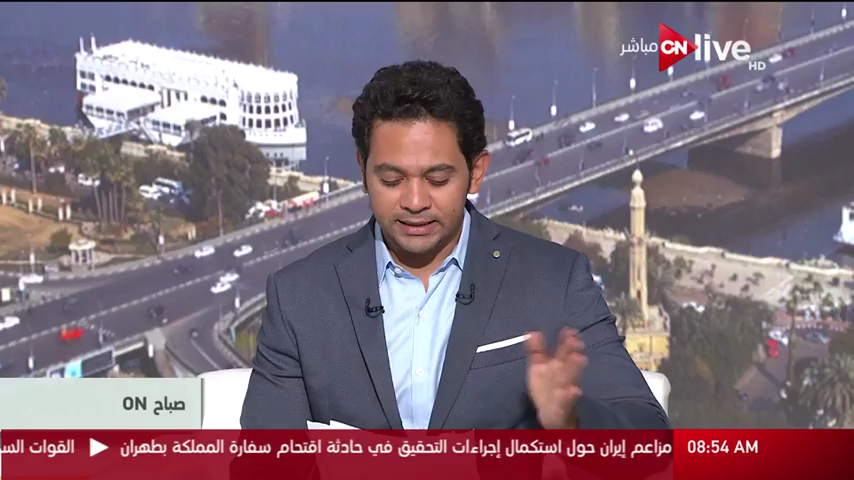 مباشر ON live
HD
صباح ON
مزاعم إيران حول استكمال إجراءات التحقيق في حادثة اقتحام سفارة المملكة بطهران ◀ القوات الس
08:54 AM